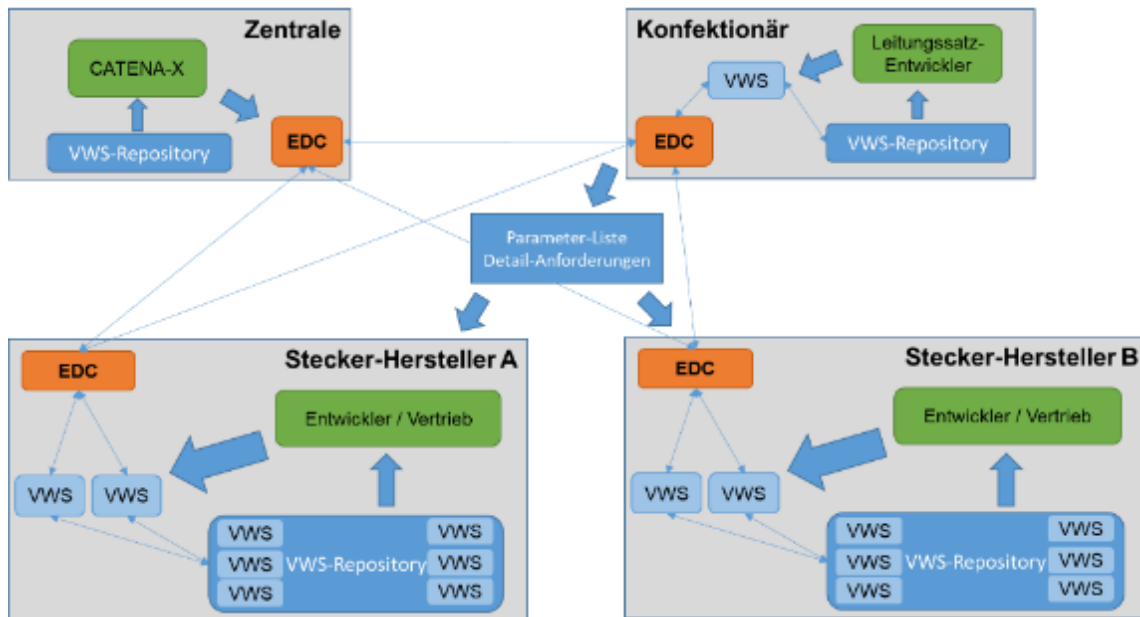 Zentrale
CATENA-X
VWS-Repository
EDC
Konfektionär
Leitungssatz-
Entwickler
VWS
EDC
VWS-Repository
Parameter-Liste
Detail-Anforderungen
Stecker-Hersteller A
EDC
Entwickler / Vertrieb
VWS
VWS
VWS
VWS
VWS
VWS-Repository
VWS
VWS
VWS
Stecker-Hersteller B
EDC
Entwickler / Vertrieb
VWS
VWS
VWS
VWS
VWS
VWS-Repository
VWS
VWS
VWS